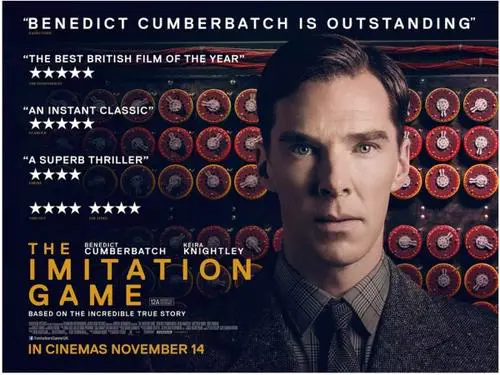 “BENEDICT CUMBERBATCH IS OUTSTANDING”
“THE BEST BRITISH FILM OF THE YEAR”
★★★★★
“AN INSTANT CLASSIC”
★★★★★
“A SUPERB THRILLER”
★★★★
★★★★ ★★★★
BENEDICT CUMBERBATCH
KEIRA KNIGHTLEY
THE
IMITATION
GAME
12A
BASED ON THE INCREDIBLE TRUE STORY
IN CINEMAS NOVEMBER 14